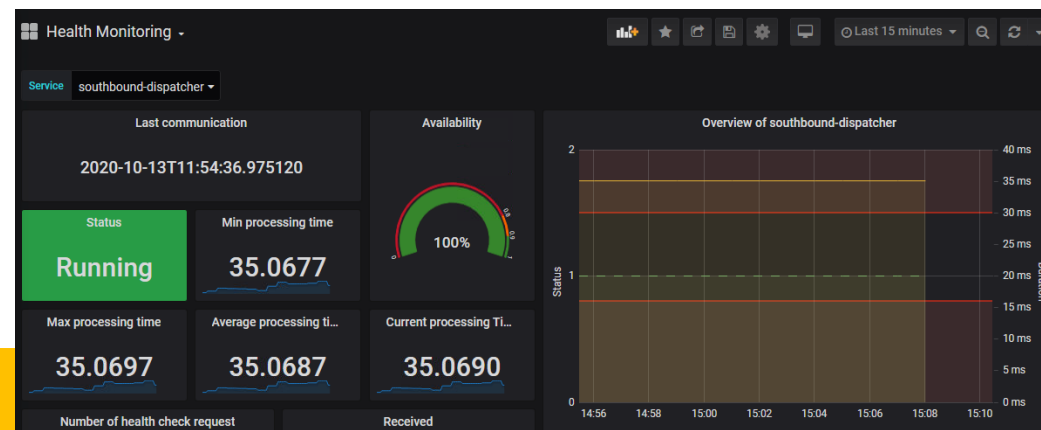 Health Monitoring
Last 15 minutes
Service southbound-dispatcher
Last communication
2020-10-13T11:54:36.975120
Availability
0
0.8
0.9
1
100%
Overview of southbound-dispatcher
Status
Running
Min processing time
35.0677
Max processing time
35.0697
Average processing ti...
35.0687
Current processing Ti...
35.0690
2
1
0
Status
40 ms
35 ms
30 ms
25 ms
20 ms
15 ms
10 ms
5 ms
0 ms
14:56 14:58 15:00 15:02 15:04 15:06 15:08 15:10
Number of health check request
Received